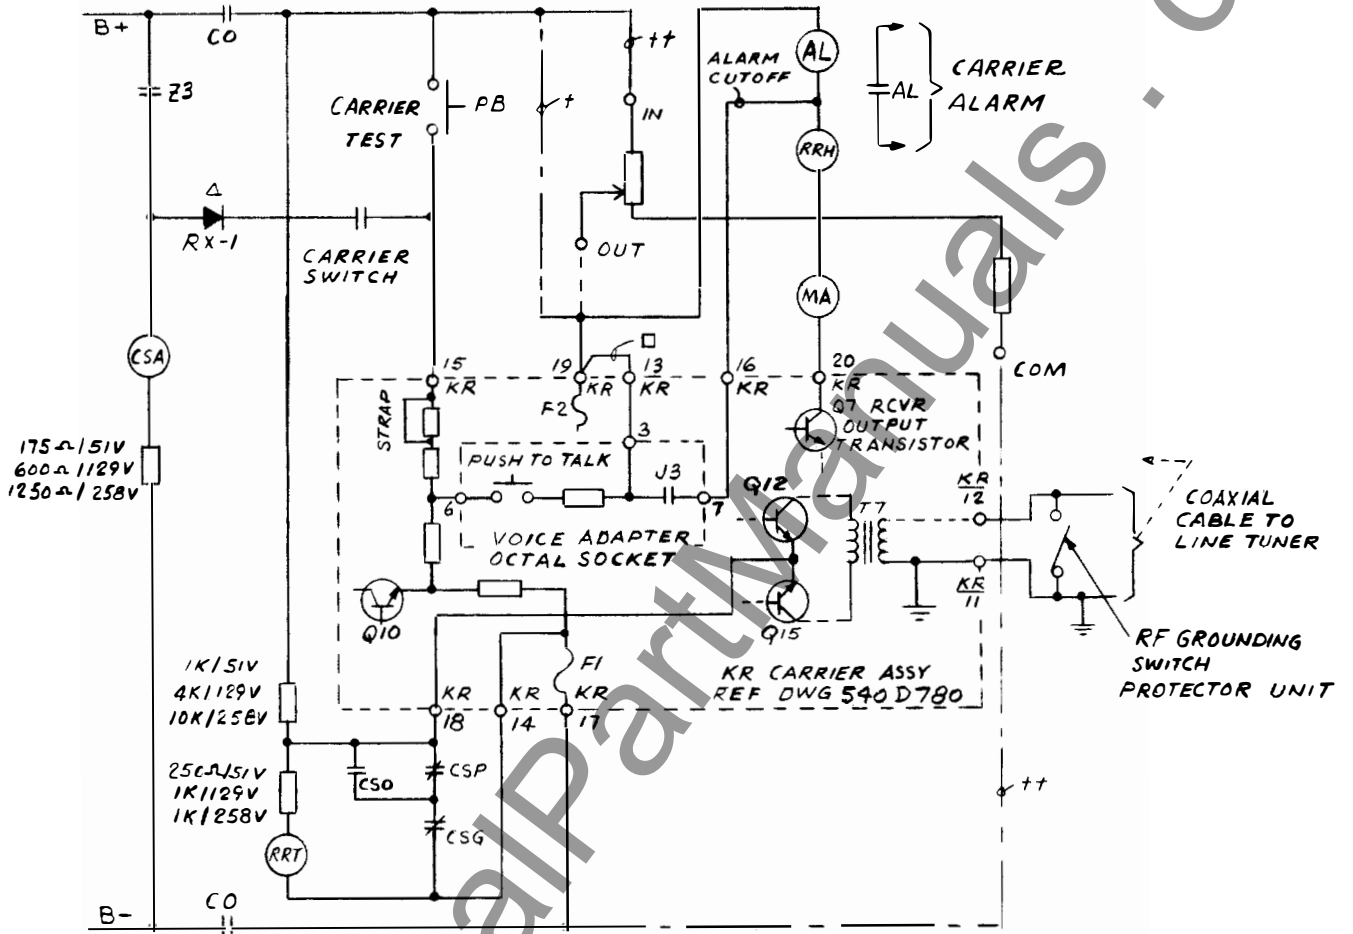 B+
CO
Z3
CARRIER
TEST
PB
t
tt
IN
ALARM
CUTOFF
AL
AL
CARRIER
ALARM
RRH
Δ
RX-1
CARRIER
SWITCH
OUT
MA
CSA
15
KR
19
KR
□
13
KR
16
KR
20
KR
COM
STRAP
F2
Q7 RCVR
OUTPUT
TRANSISTOR
175Ω/51V
600Ω/129V
1250Ω/258V
3
PUSH TO TALK
J3
6
7
VOICE ADAPTER
OCTAL SOCKET
Q12
T7
KR
12
COAXIAL
CABLE TO
LINE TUNER
Q10
Q15
KR
11
F1
KR CARRIER ASSY
REF DWG 540D780
RF GROUNDING
SWITCH
PROTECTOR UNIT
1K/51V
4K/129V
10K/258V
KR
18
KR
14
KR
17
250Ω/51V
1K/129V
1K/258V
CSO
CSP
CSG
RRT
tt
B-
CO
alPartManuals . c